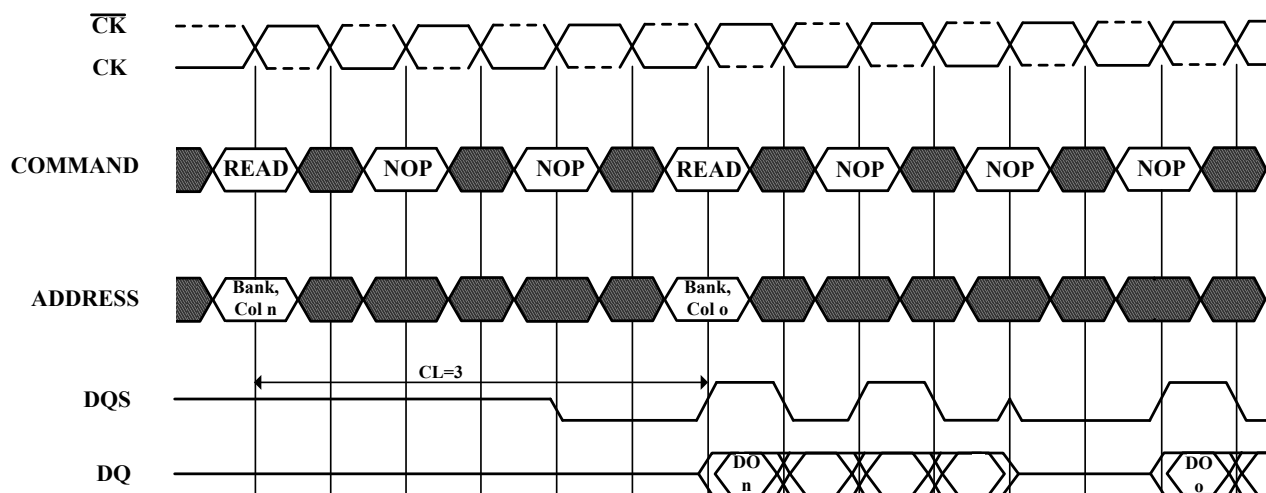 C̅K̅
CK
COMMAND
READ NOP NOP READ NOP NOP NOP
ADDRESS
Bank,
Col n
Bank,
Col o
CL=3
DQS
DQ
DO
n
DO
o